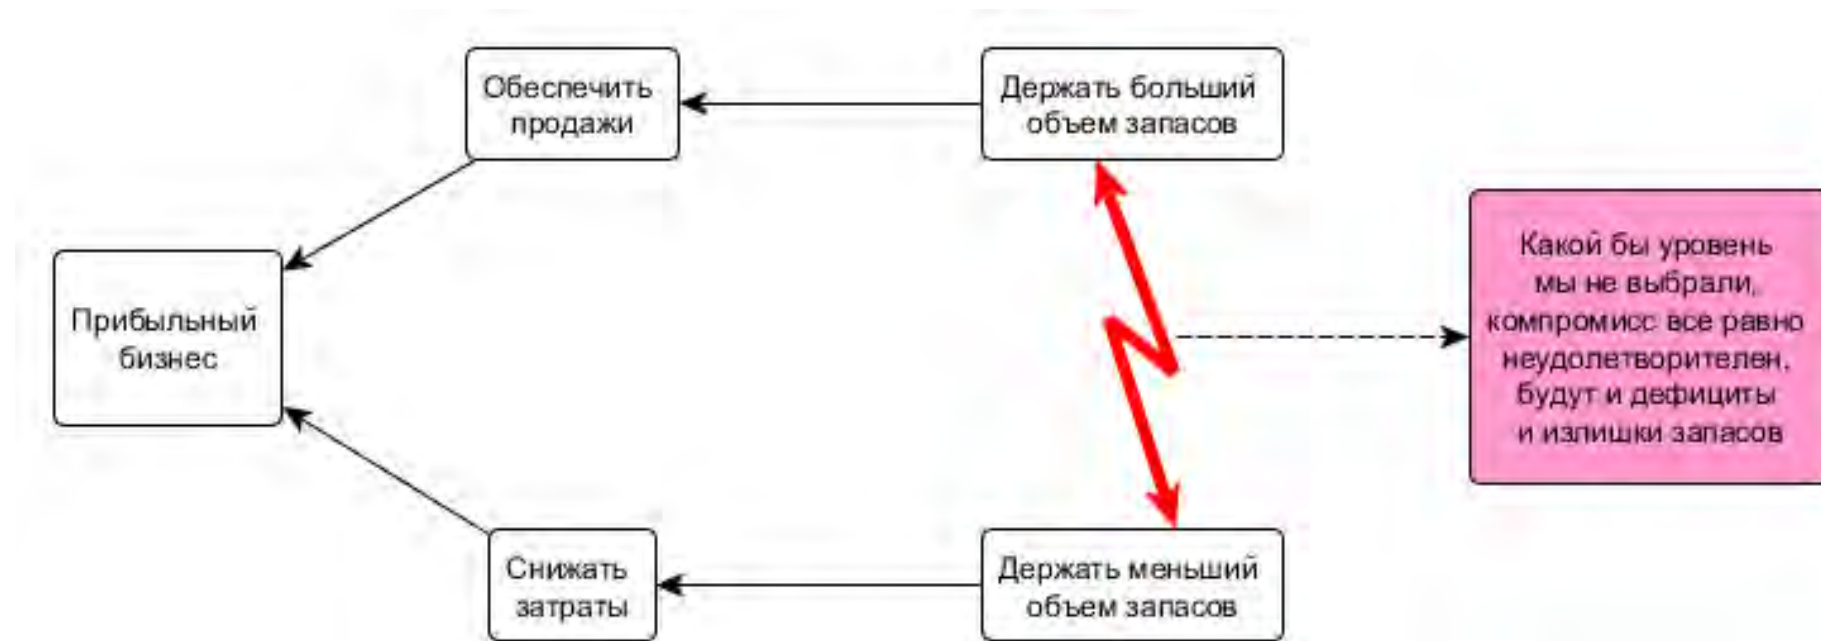 Обеспечить
продажи
Держать больший
объем запасов
Какой бы уровень
мы не выбрали,
компромисс все равно
неудолетворителен,
будут и дефициты
и излишки запасов
Прибыльный
бизнес
Снижать
затраты
Держать меньший
объем запасов